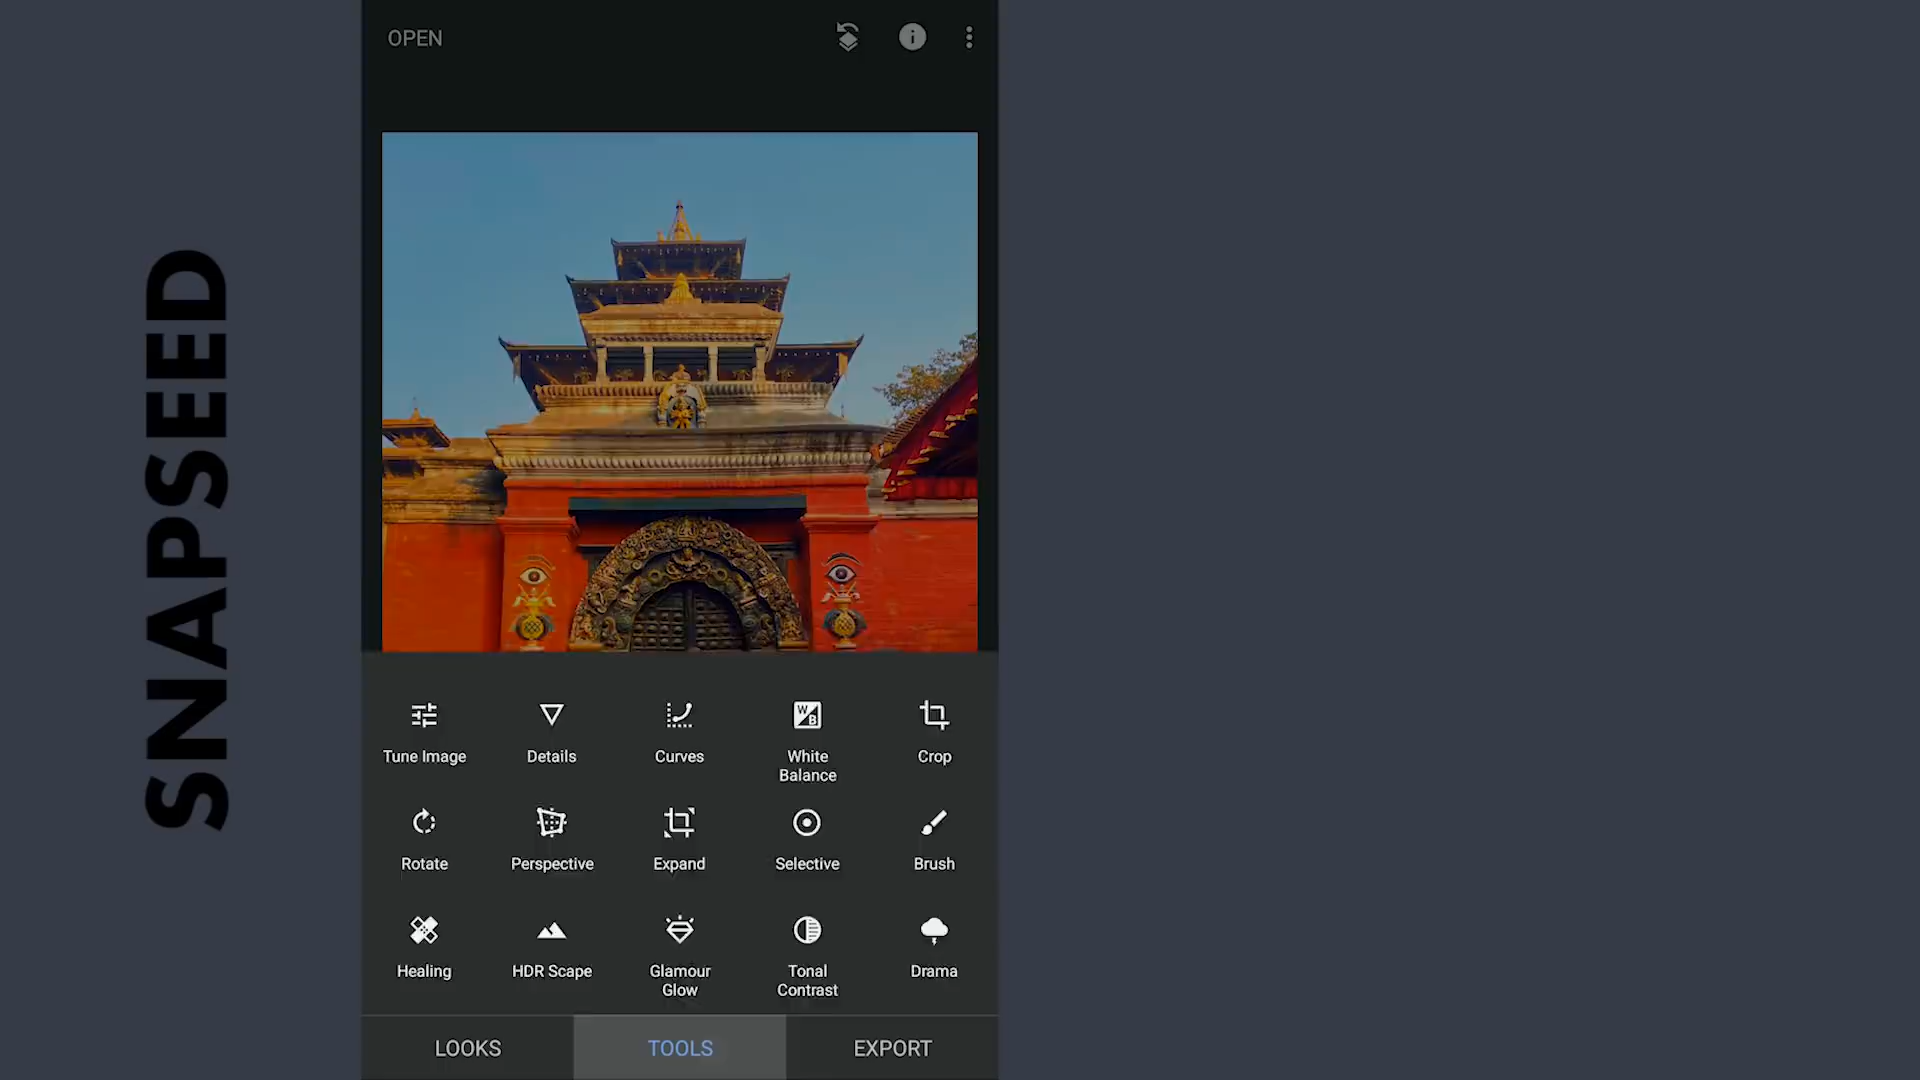 SNAPSEED
OPEN
Tune Image
Details
Curves
White
Balance
Crop
Rotate
Perspective
Expand
Selective
Brush
Healing
HDR Scape
Glamour
Glow
Tonal
Contrast
Drama
LOOKS
TOOLS
EXPORT